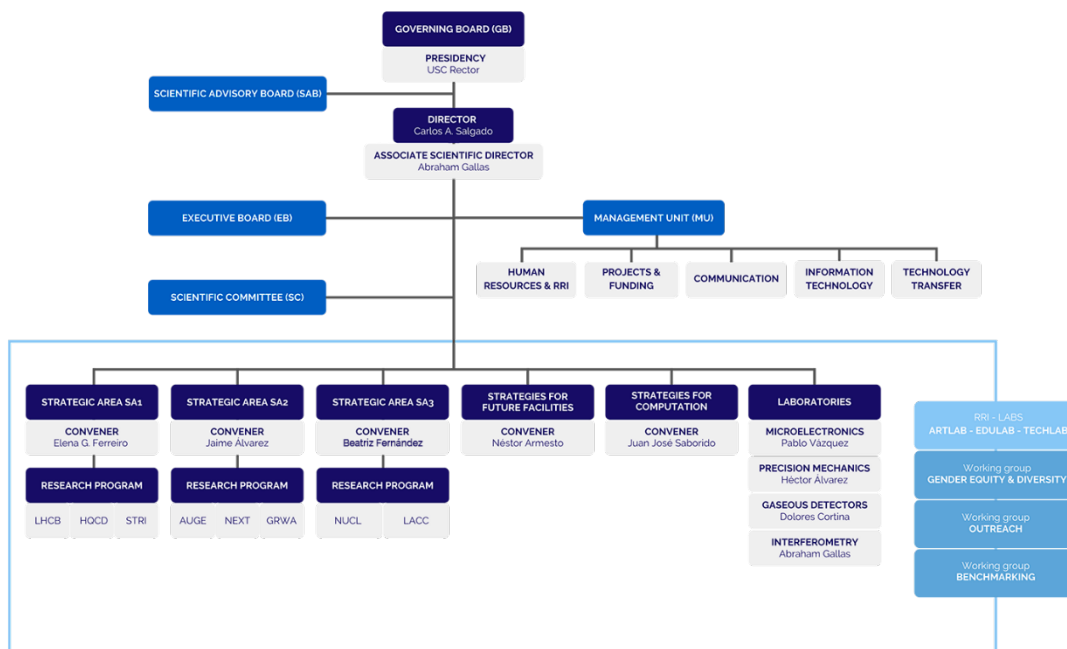 GOVERNING BOARD (GB)
PRESIDENCY
USC Rector
SCIENTIFIC ADVISORY BOARD (SAB)
DIRECTOR
Carlos A. Salgado
ASSOCIATE SCIENTIFIC DIRECTOR
Abraham Gallas
EXECUTIVE BOARD (EB)
MANAGEMENT UNIT (MU)
HUMAN
RESOURCES & RRI
PROJECTS &
FUNDING
COMMUNICATION
INFORMATION
TECHNOLOGY
TECHNOLOGY
TRANSFER
SCIENTIFIC COMMITTEE (SC)
STRATEGIC AREA SA1
CONVENER
Elena G. Ferreiro
RESEARCH PROGRAM
LHCB
HQCD
STRI
STRATEGIC AREA SA2
CONVENER
Jaime Álvarez
RESEARCH PROGRAM
AUGE
NEXT
GRWA
STRATEGIC AREA SA3
CONVENER
Beatriz Fernández
RESEARCH PROGRAM
NUCL
LACC
STRATEGIES FOR
FUTURE FACILITIES
CONVENER
Néstor Armesto
STRATEGIES FOR
COMPUTATION
CONVENER
Juan José Saborido
LABORATORIES
MICROELECTRONICS
Pablo Vázquez
PRECISION MECHANICS
Héctor Álvarez
GASEOUS DETECTORS
Dolores Cortina
INTERFEROMETRY
Abraham Gallas
RRI - LABS
ARTLAB - EDULAB - TECHLAB
Working group
GENDER EQUITY & DIVERSITY
Working group
OUTREACH
Working group
BENCHMARKING